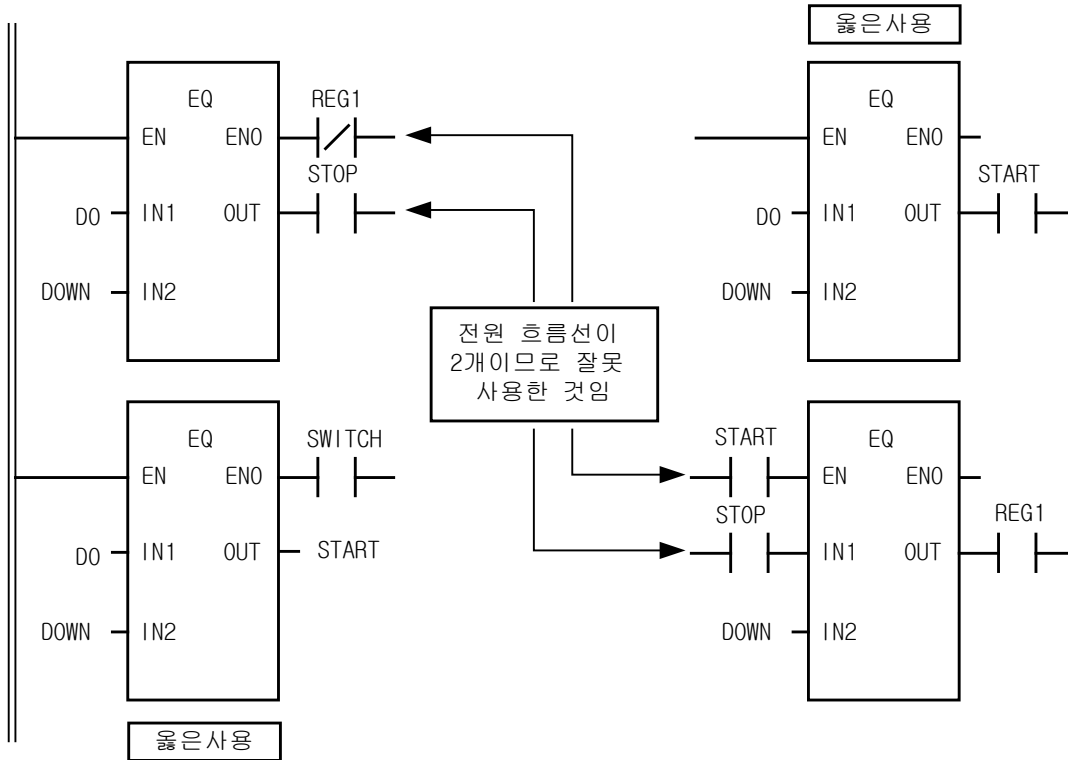 옳은사용
EQ
REG1
EN ENO
STOP
DO IN1 OUT
DOWN IN2
EQ
EN ENO
START
DO IN1 OUT
DOWN IN2
전원 흐름선이
2개이므로 잘못
사용한 것임
EQ
SWITCH
EN ENO
DO IN1 OUT START
DOWN IN2
옳은사용
START
EQ
EN ENO
STOP
REG1
IN1 OUT
DOWN IN2